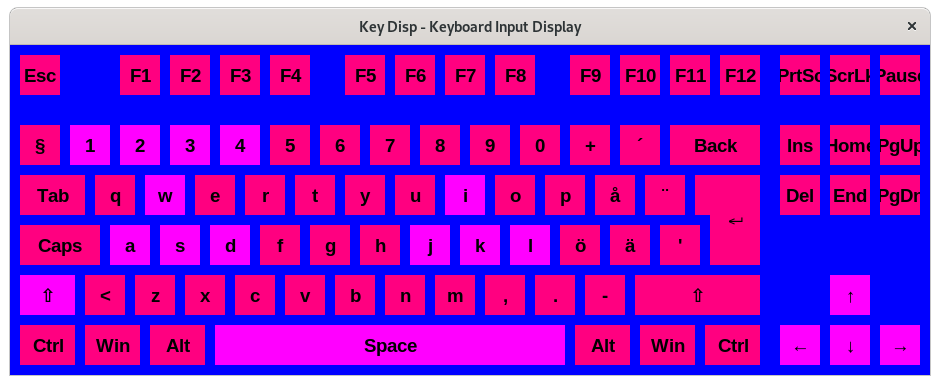 Key Disp - Keyboard Input Display ×
Esc F1 F2 F3 F4 F5 F6 F7 F8 F9 F10 F11 F12 PrtSc ScrLk Pause
§ 1 2 3 4 5 6 7 8 9 0 + ´ Back Ins Home PgUp
Tab q w e r t y u i o p å ¨ ↵ Del End PgDn
Caps a s d f g h j k l ö ä '
⇧ < z x c v b n m , . - ⇧ ↑
Ctrl Win Alt Space Alt Win Ctrl ← ↓ →